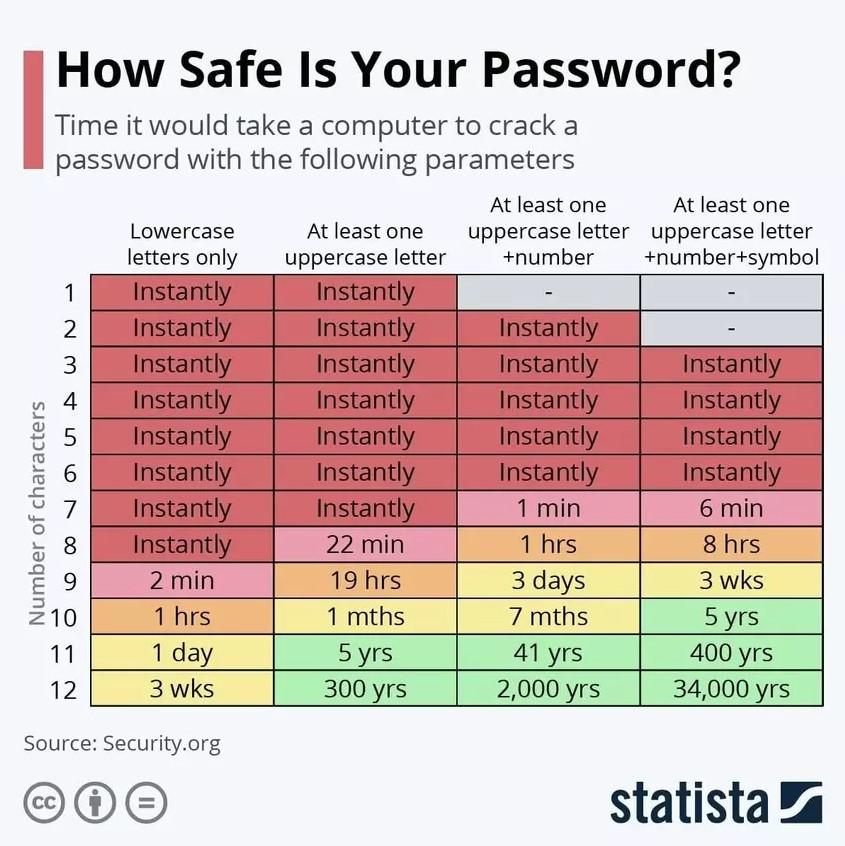 How Safe Is Your Password?
Time it would take a computer to crack a
password with the following parameters
Lowercase
letters only
At least one
uppercase letter
At least one
uppercase letter
+number
At least one
uppercase letter
+number+symbol
Number of characters
1 Instantly Instantly - -
2 Instantly Instantly Instantly -
3 Instantly Instantly Instantly Instantly
4 Instantly Instantly Instantly Instantly
5 Instantly Instantly Instantly Instantly
6 Instantly Instantly Instantly Instantly
7 Instantly Instantly 1 min 6 min
8 Instantly 22 min 1 hrs 8 hrs
9 2 min 19 hrs 3 days 3 wks
10 1 hrs 1 mths 7 mths 5 yrs
11 1 day 5 yrs 41 yrs 400 yrs
12 3 wks 300 yrs 2,000 yrs 34,000 yrs
Source: Security.org
cc
statista